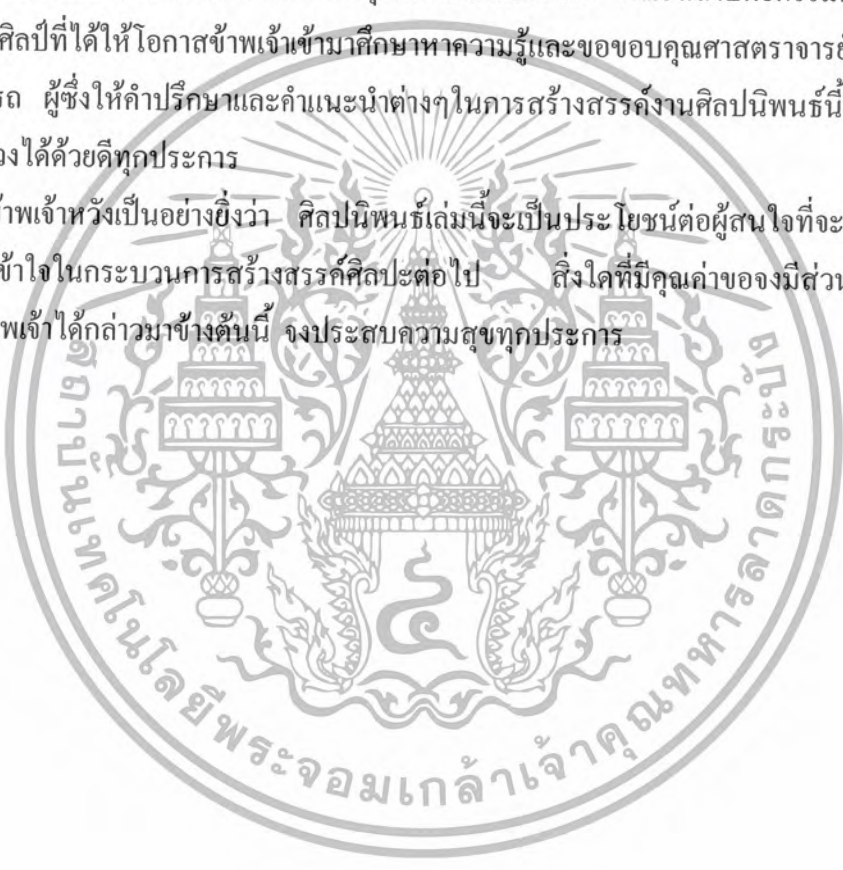 ศิลป์ที่ได้ให้โอกาสข้าพเจ้าเข้ามาศึกษาหาความรู้และขอขอบคุณศาสตราจารย์
รถ ผู้ซึ่งให้คำปรึกษาและคำแนะนำต่างๆในการสร้างสรรค์งานศิลปนิพนธ์นี้
วงได้ด้วยดีทุกประการ
าพเจ้าหวังเป็นอย่างยิ่งว่า ศิลปนิพนธ์เล่มนี้จะเป็นประโยชน์ต่อผู้สนใจที่จะ
ข้าใจในกระบวนการสร้างสรรค์ศิลปะต่อไป สิ่งใดที่มีคุณค่าขอจงมีส่วน
พเจ้าได้กล่าวมาข้างต้นนี้ จงประสบความสุขทุกประการ
สถาบันเทคโนโลยีพระจอมเกล้าเจ้าคุณทหารลาดกระบัง
๔